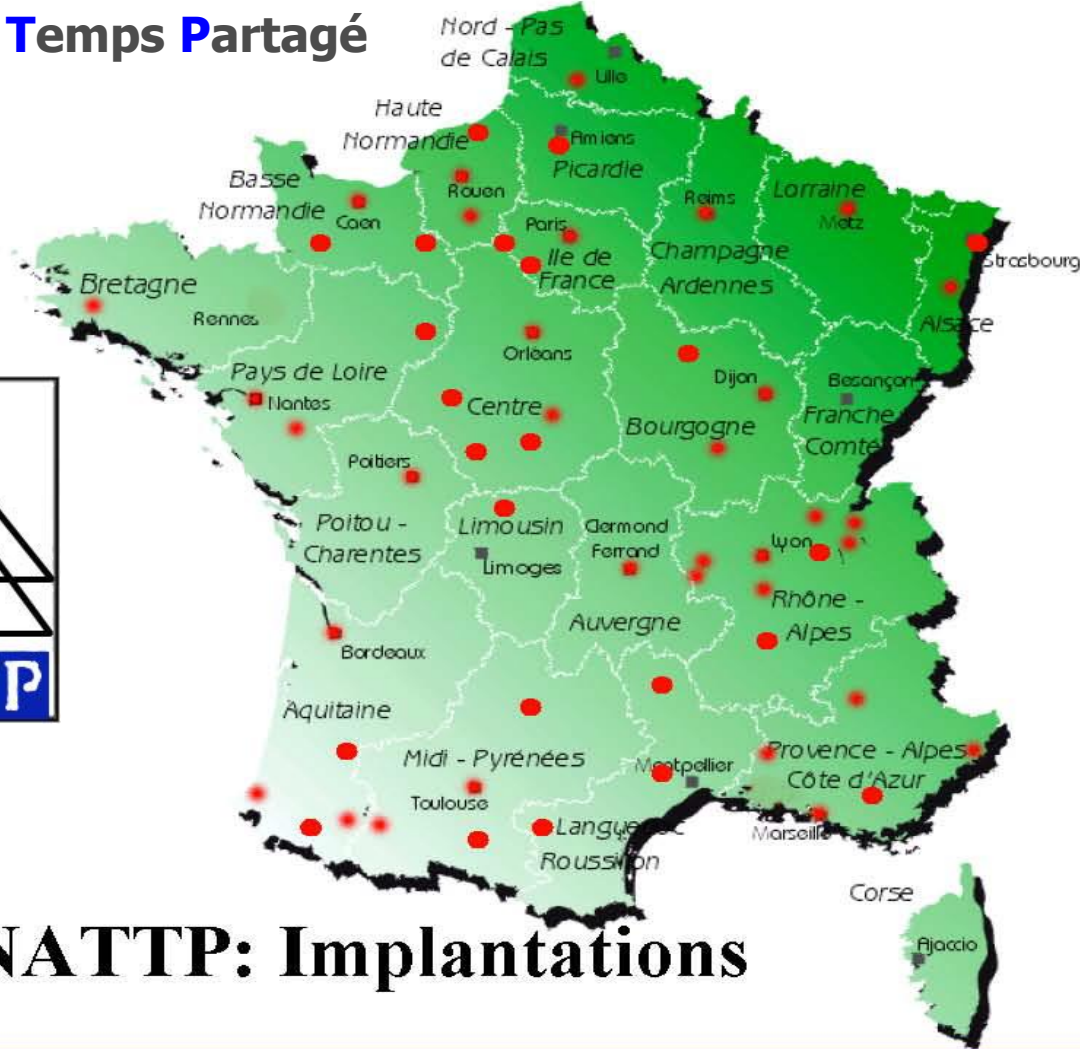 Temps Partagé
Nord - Pas
de Calais
Lille
Haute
Normandie
Amiens
Picardie
Basse
Normandie
Caen
Rouen
Reims
Lorraine
Metz
Paris
Ile de
France
Champagne
Ardennes
Strasbourg
Alsace
Bretagne
Rennes
Orléans
Pays de Loire
Nantes
Centre
Dijon
Bourgogne
Besançon
Franche
Comté
Poitiers
Poitou -
Charentes
Limousin
Limoges
Clermond
Ferrand
Auvergne
Lyon
Rhône -
Alpes
Bordeaux
Aquitaine
P
Midi - Pyrénées
Toulouse
Montpellier
Provence - Alpes
Côte d'Azur
Marseille
Languedoc
Roussillon
Corse
Ajaccio
NATTP: Implantations